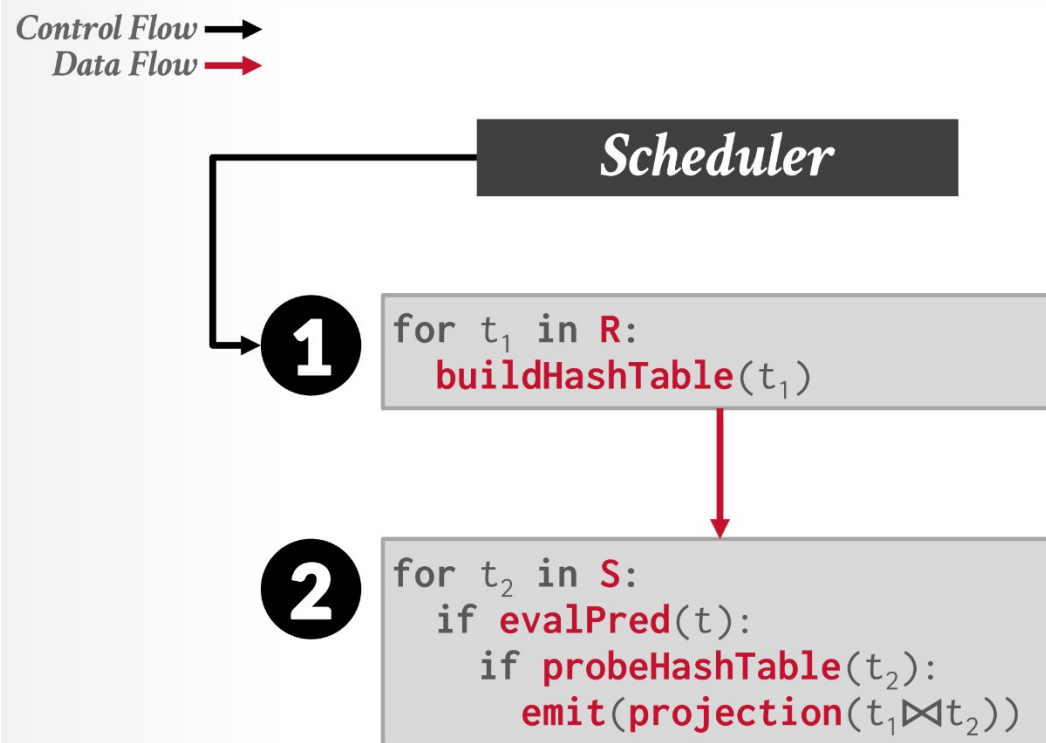 Control Flow
Data Flow
Scheduler
1
for t₁ in R:
buildHashTable(t₁)
2
for t₂ in S:
if evalPred(t):
if probeHashTable(t₂):
emit(projection(t₁⋈t₂))